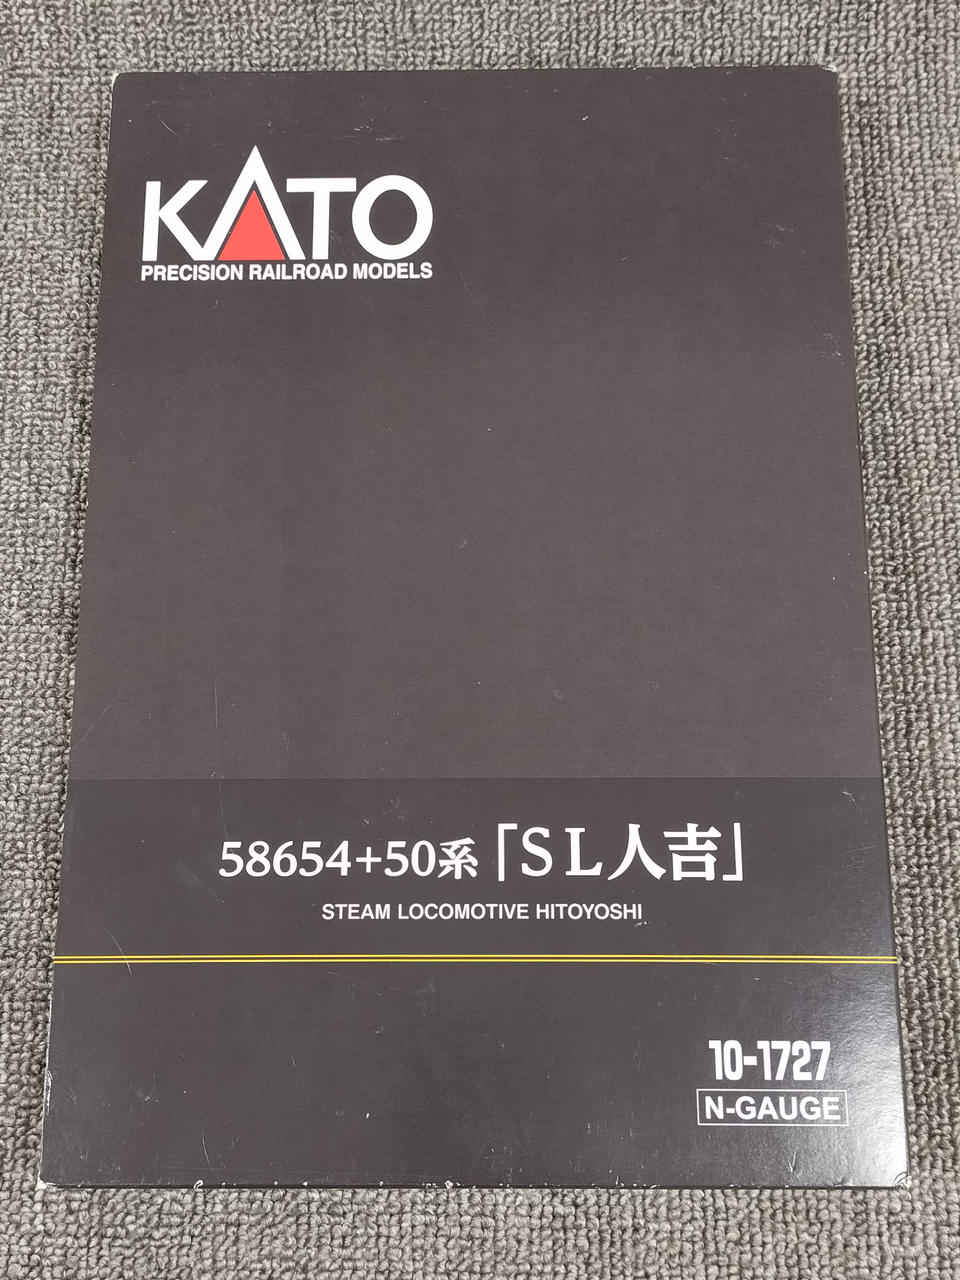 KATO
PRECISION RAILROAD MODELS
58654+50系「SL人吉」
STEAM LOCOMOTIVE HITOYOSHI
10-1727
N-GAUGE